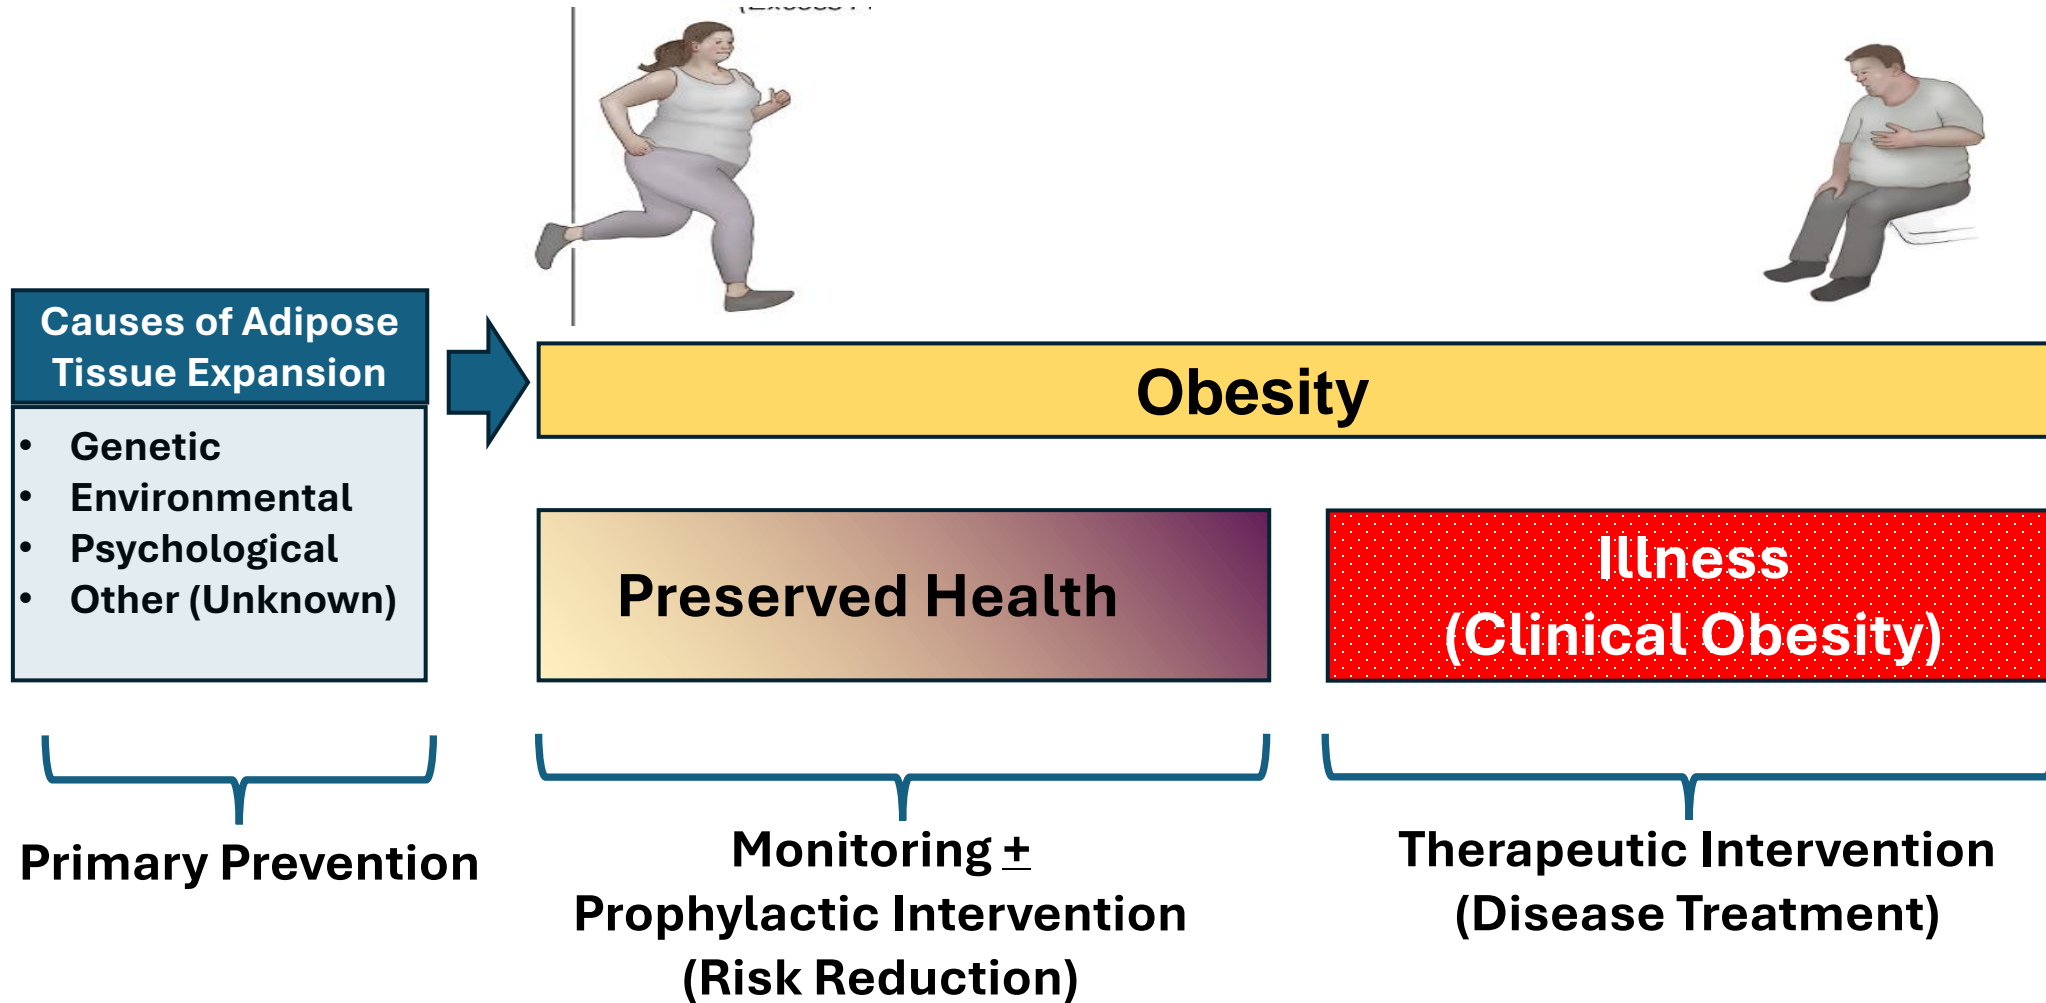 Causes of Adipose
Tissue Expansion
• Genetic
• Environmental
• Psychological
• Other (Unknown)
Obesity
Preserved Health
Illness
(Clinical Obesity)
Primary Prevention
Monitoring ±
Prophylactic Intervention
(Risk Reduction)
Therapeutic Intervention
(Disease Treatment)